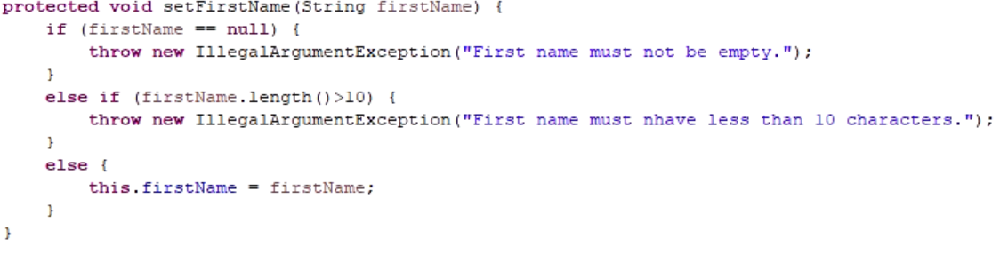 protected void setFirstName(String firstName) {
    if (firstName == null) {
        throw new IllegalArgumentException("First name must not be empty.");
    }
    else if (firstName.length()>10) {
        throw new IllegalArgumentException("First name must nhave less than 10 characters.");
    }
    else {
        this.firstName = firstName;
    }
}